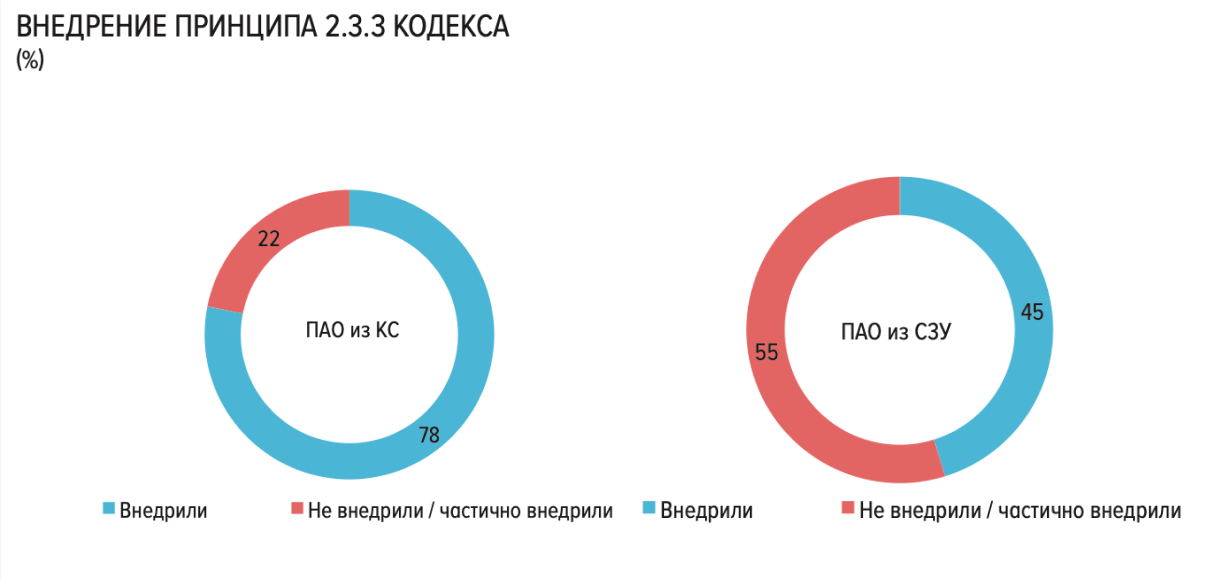 ВНЕДРЕНИЕ ПРИНЦИПА 2.3.3 КОДЕКСА
(%)
22
ПАО из КС
78
45
ПАО из СЗУ
55
Внедрили
Не внедрили / частично внедрили
Внедрили
Не внедрили / частично внедрили